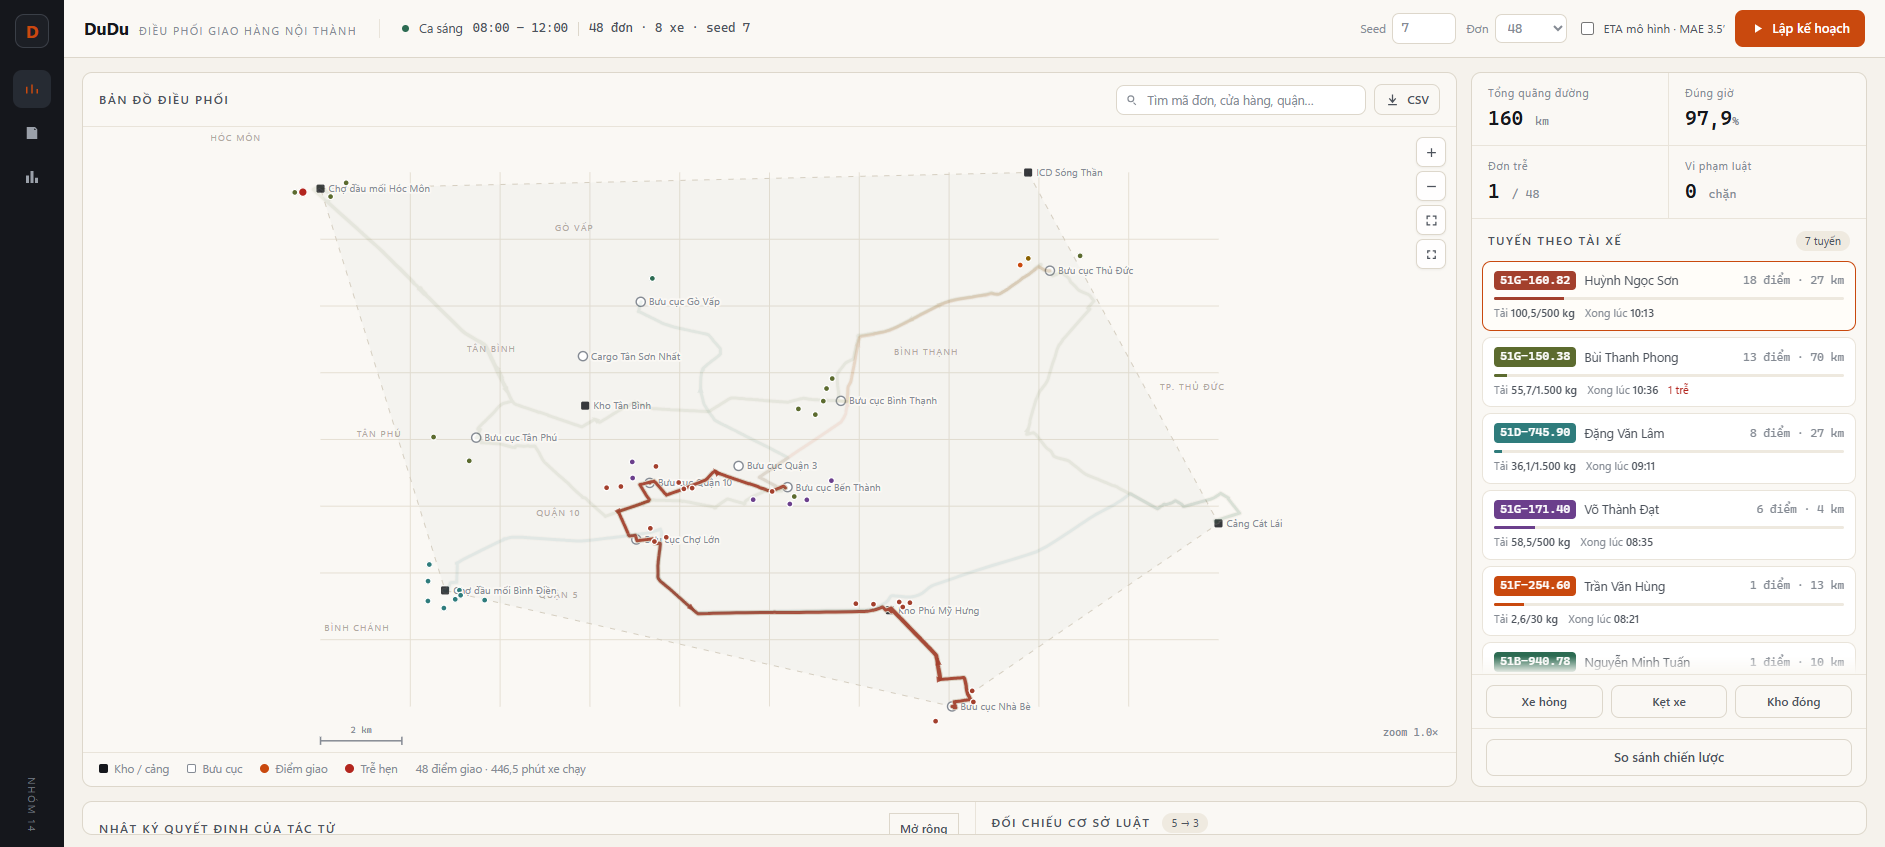 D
DuDu ĐIỀU PHỐI GIAO HÀNG NỘI THÀNH
Ca sáng 08:00 – 12:00 48 đơn · 8 xe · seed 7
Seed 7 Đơn 48 ETA mô hình · MAE 3.5′ Lập kế hoạch
BẢN ĐỒ ĐIỀU PHỐI
Tìm mã đơn, cửa hàng, quận...
CSV
HÓC MÔN
ICD Sóng Thần
Chợ đầu mối Hóc Môn
GÒ VẤP
Bưu cục Thủ Đức
Bưu cục Gò Vấp
TÂN BÌNH
BÌNH THẠNH
Cargo Tân Sơn Nhất
TP. THỦ ĐỨC
Bưu cục Bình Thạnh
Kho Tân Bình
TÂN PHÚ
Bưu cục Tân Phú
Bưu cục Quận 3
Bưu cục Quận 10
Bưu cục Bến Thành
QUẬN 10
Cảng Cát Lái
Bưu cục Chợ Lớn
Chợ đầu mối Bình Điền
QUẬN 5
Kho Phú Mỹ Hưng
BÌNH CHÁNH
Bưu cục Nhà Bè
2 km
zoom 1.0×
Kho / cảng Bưu cục Điểm giao Trễ hẹn 48 điểm giao · 446,5 phút xe chạy
Tổng quãng đường
160 km
Đúng giờ
97,9%
Đơn trễ
1 / 48
Vi phạm luật
0 chặn
TUYẾN THEO TÀI XẾ 7 tuyến
51G-160.82 Huỳnh Ngọc Sơn 18 điểm · 27 km
Tải 100,5/500 kg Xong lúc 10:13
51G-150.38 Bùi Thanh Phong 13 điểm · 70 km
Tải 55,7/1.500 kg Xong lúc 10:36 1 trễ
51D-745.90 Đặng Văn Lâm 8 điểm · 27 km
Tải 36,1/1.500 kg Xong lúc 09:11
51G-171.40 Võ Thành Đạt 6 điểm · 4 km
Tải 58,5/500 kg Xong lúc 08:35
51F-254.60 Trần Văn Hùng 1 điểm · 13 km
Tải 2,6/30 kg Xong lúc 08:21
51B-940.78 Nguyễn Minh Tuấn 1 điểm · 10 km
Xe hỏng Kẹt xe Kho đóng
So sánh chiến lược
NHÓM 14
NHẬT KÝ QUYẾT ĐỊNH CỦA TÁC TỬ Mở rộng
ĐỐI CHIẾU CƠ SỞ LUẬT 5 → 3